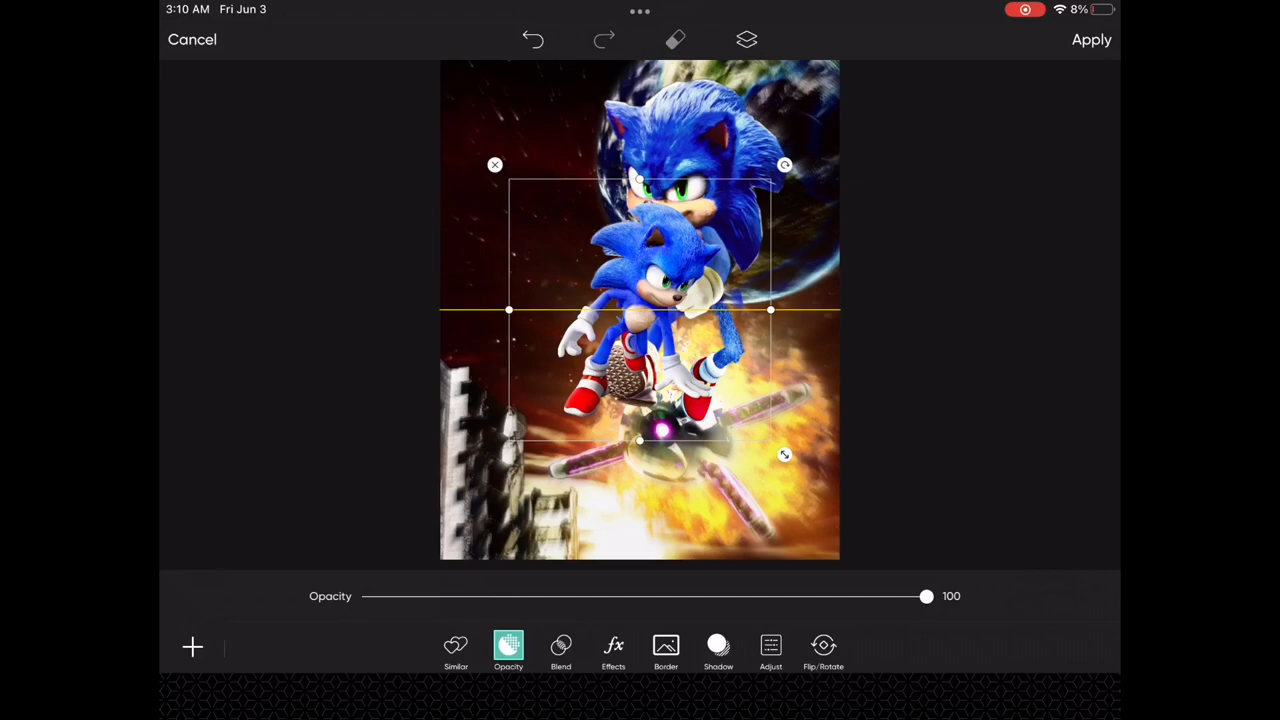 3:10 AM Fri Jun 3
8%
Cancel
Apply
Opacity 100
Similar Opacity Blend Effects Border Shadow Adjust Flip/Rotate